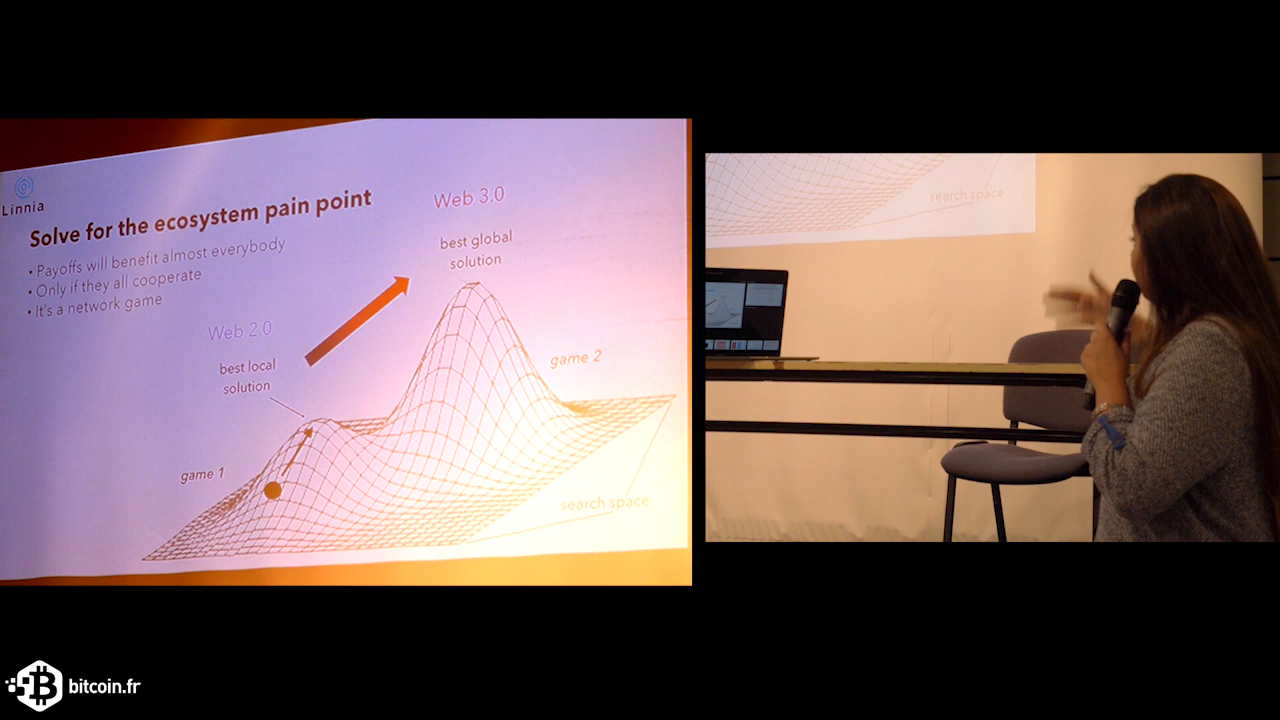 Linnia
Solve for the ecosystem pain point
• Payoffs will benefit almost everybody
• Only if they all cooperate
• It's a network game
Web 3.0
best global
solution
Web 2.0
best local
solution
game 2
game 1
search space
search space
bitcoin.fr